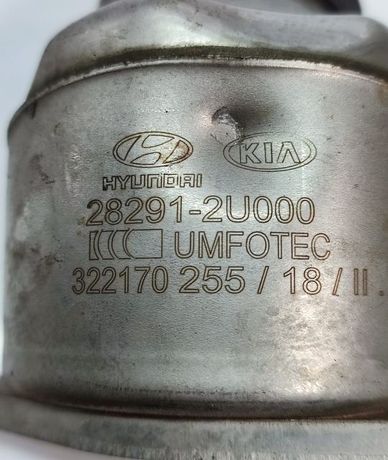 KIA
HYUNDAI
28291-2U000
UMFOTEC
322170 255 / 18 / II .